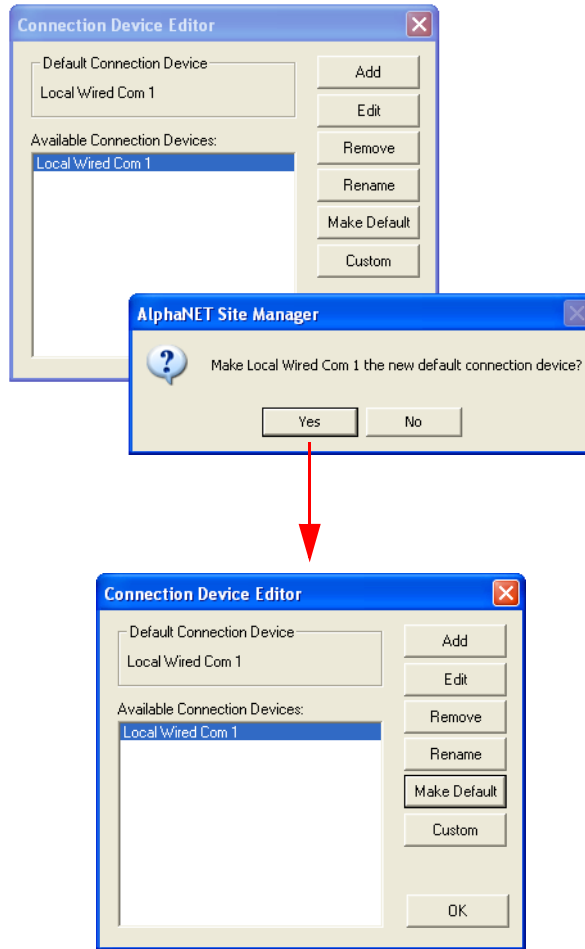 Connection Device Editor
Default Connection Device
Local Wired Com 1
Available Connection Devices:
Local Wired Com 1
Add
Edit
Remove
Rename
Make Default
Custom
AlphaNET Site Manager
Make Local Wired Com 1 the new default connection device?
Yes
No
Connection Device Editor
Default Connection Device
Local Wired Com 1
Available Connection Devices:
Local Wired Com 1
Add
Edit
Remove
Rename
Make Default
Custom
OK